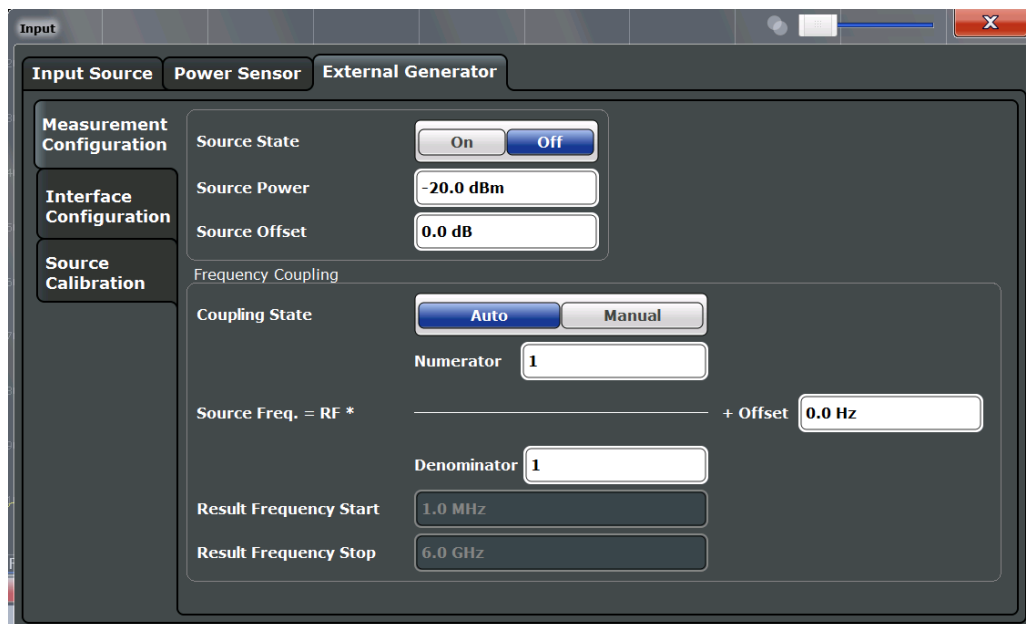 Input
X
Input Source
Power Sensor
External Generator
Measurement
Configuration
Interface
Configuration
Source
Calibration
Source State
On
Off
Source Power
-20.0 dBm
Source Offset
0.0 dB
Frequency Coupling
Coupling State
Auto
Manual
Numerator
1
Source Freq. = RF *
+ Offset
0.0 Hz
Denominator
1
Result Frequency Start
1.0 MHz
Result Frequency Stop
6.0 GHz